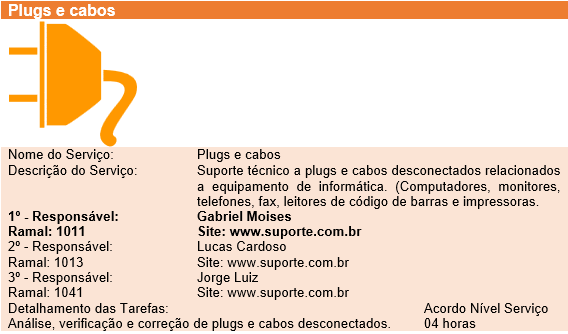 Plugs e cabos
Nome do Serviço: Plugs e cabos
Descrição do Serviço: Suporte técnico a plugs e cabos desconectados relacionados
a equipamento de informática. (Computadores, monitores,
telefones, fax, leitores de código de barras e impressoras.
1º - Responsável: Gabriel Moises
Ramal: 1011 Site: www.suporte.com.br
2º - Responsável: Lucas Cardoso
Ramal: 1013 Site: www.suporte.com.br
3º - Responsável: Jorge Luiz
Ramal: 1041 Site: www.suporte.com.br
Detalhamento das Tarefas: Acordo Nível Serviço
Análise, verificação e correção de plugs e cabos desconectados. 04 horas